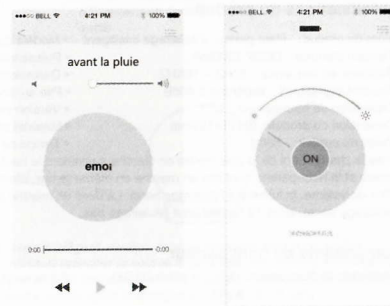 BELL 4:21 PM 100%
avant la pluie
emoi
0:00 0:00
BELL 4:21 PM 100%
ON